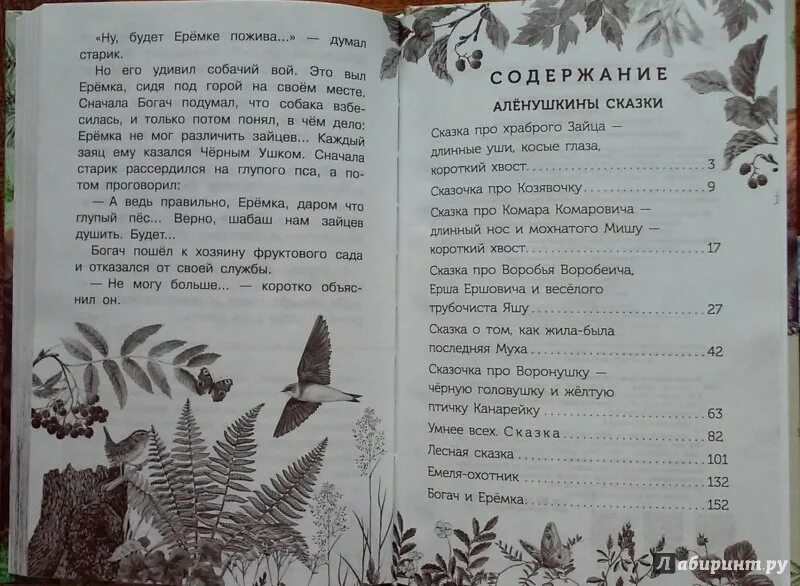 «Ну, будет Ерёмке пожива...» — думал
старик.
Но его удивил собачий вой. Это выл
Ерёмка, сидя под горой на своём месте.
Сначала Богач подумал, что собака взбе-
силась, и только потом понял, в чём дело:
Ерёмка не мог различить зайцев... Каждый
заяц ему казался Чёрным Ушком. Сначала
старик рассердился на глупого пса, а по-
том проговорил:
— А ведь правильно, Ерёмка, даром что
глупый пёс... Верно, шабаш нам зайцев
душить. Будет...
Богач пошёл к хозяину фруктового сада
и отказался от своей службы.
— Не могу больше... — коротко объяс-
нил он.
СОДЕРЖАНИЕ
АЛЁНУШКИНЫ СКАЗКИ
Сказка про храброго Зайца —
длинные уши, косые глаза,
короткий хвост. 3
Сказочка про Козявочку 9
Сказка про Комара Комаровича —
длинный нос и мохнатого Мишу —
короткий хвост. 17
Сказка про Воробья Воробеича,
Ерша Ершовича и весёлого
трубочиста Яшу 27
Сказка о том, как жила-была
последняя Муха 42
Сказочка про Воронушку —
чёрную головушку и жёлтую
птичку Канарейку 63
Умнее всех. Сказка 82
Лесная сказка 101
Емеля-охотник 132
Богач и Ерёмка. 152
Лабиринт.ру